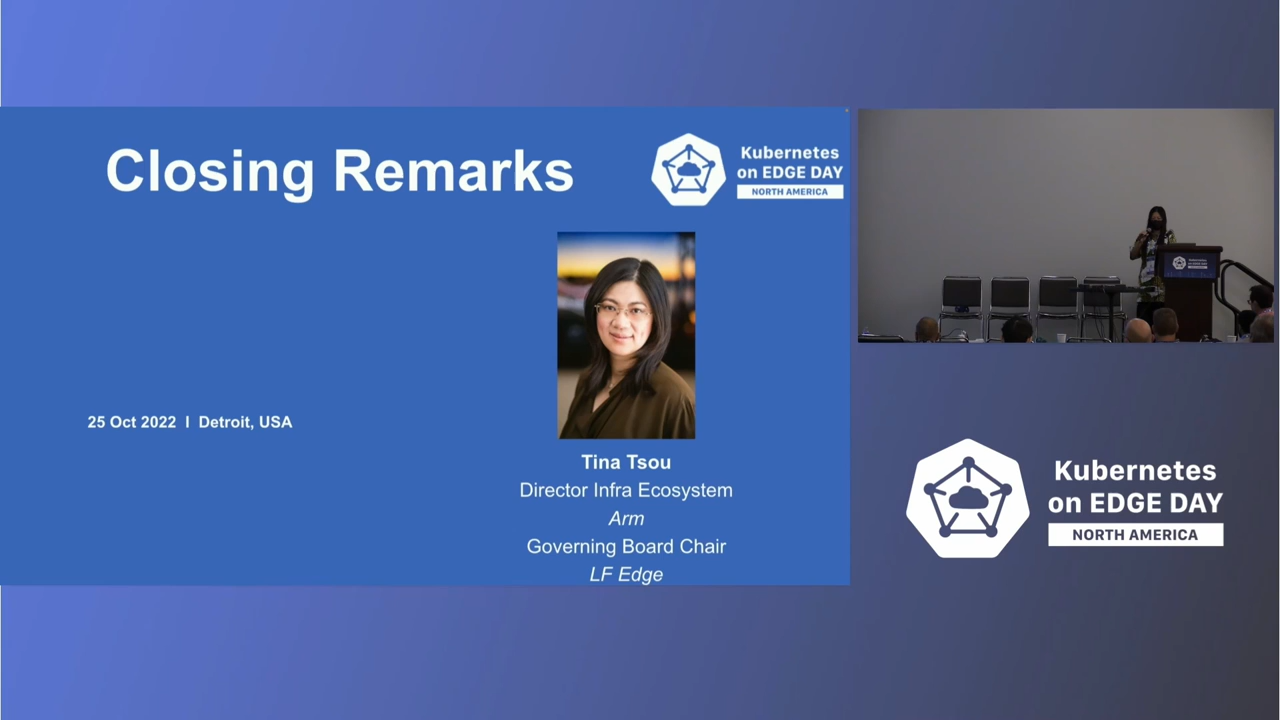 Closing Remarks
Kubernetes
on EDGE DAY
NORTH AMERICA
25 Oct 2022 I Detroit, USA
Tina Tsou
Director Infra Ecosystem
Arm
Governing Board Chair
LF Edge
Kubernetes
on EDGE DAY
NORTH AMERICA